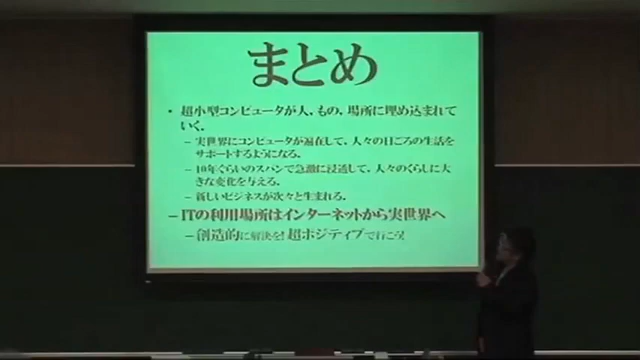 まとめ
・ 超小型コンピュータが人、もの、場所に埋め込まれて
いく。
– 実世界にコンピュータが遍在して、人々の日ごろの生活を
サポートするようになる。
– 10年ぐらいのスパンで急激に浸透して、人々のくらしに大
きな変化を与える。
– 新しいビジネスが次々と生まれる。
– ITの利用場所はインターネットから実世界へ
– 創造的に解決を!超ポジティブで行こう!